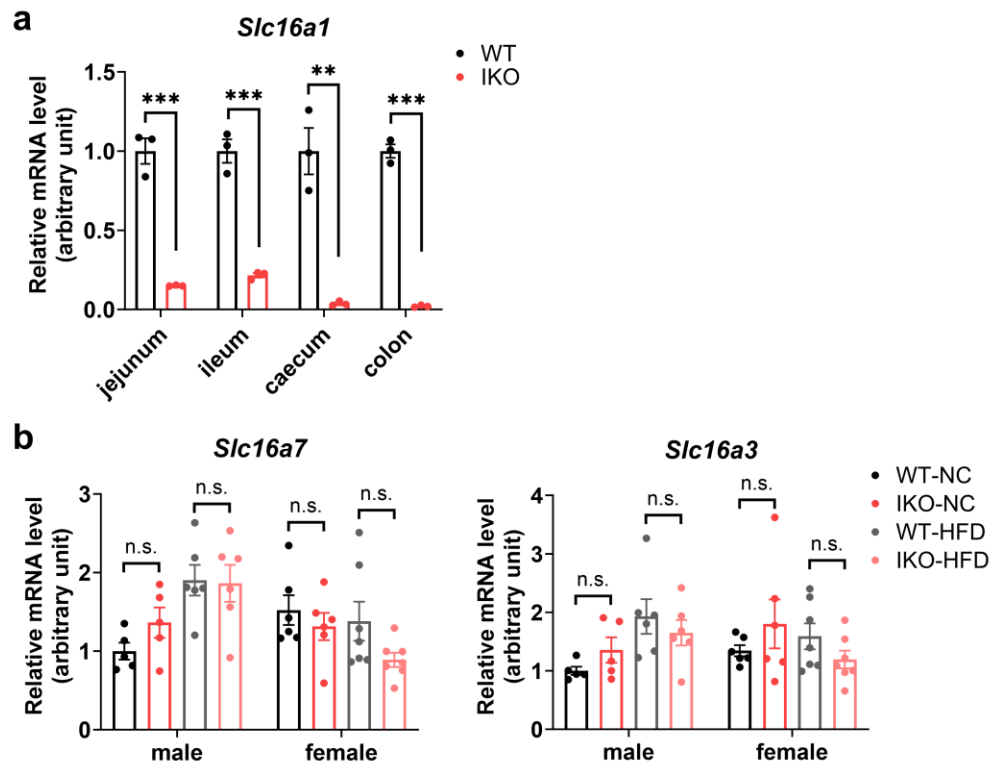 a
Slc16a1
WT
IKO
Relative mRNA level
(arbitrary unit)
1.5
1.0
0.5
0.0
***
***
**
***
jejunum
ileum
caecum
colon
b
Slc16a7
Relative mRNA level
(arbitrary unit)
3
2
1
0
n.s.
n.s.
n.s.
n.s.
male
female
Slc16a3
Relative mRNA level
(arbitrary unit)
4
3
2
1
0
n.s.
n.s.
n.s.
n.s.
male
female
WT-NC
IKO-NC
WT-HFD
IKO-HFD